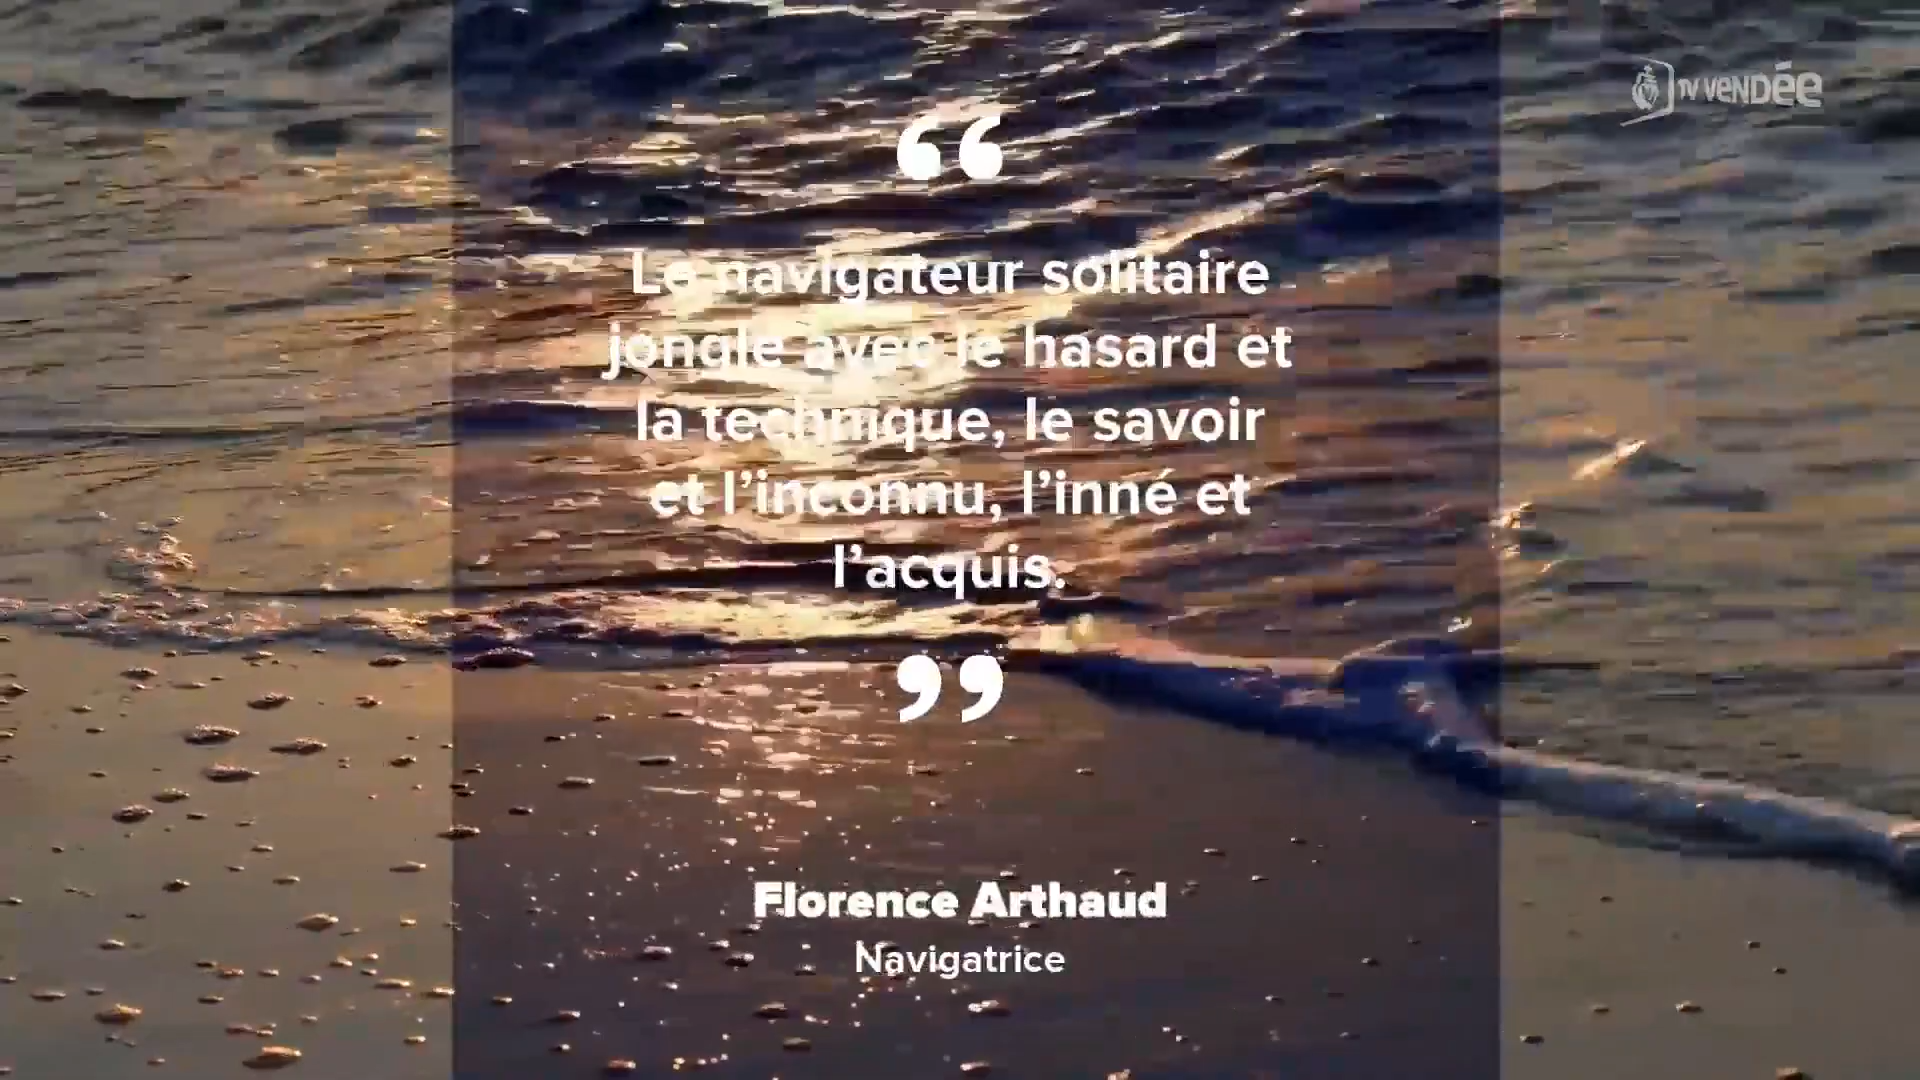 TV VENDÉE
“
Le navigateur solitaire
jongle avec le hasard et
la technique, le savoir
et l’inconnu, l’inné et
l’acquis.
”
Florence Arthaud
Navigatrice